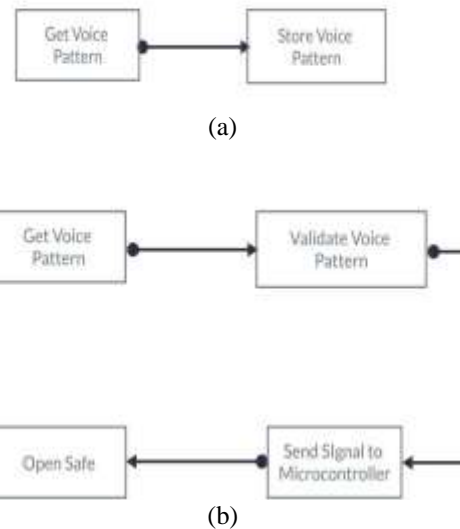 Get Voice
Pattern
Store Voice
Pattern
(a)
Get Voice
Pattern
Validate Voice
Pattern
Open Safe
Send SIgnal to
Microcontroller
(b)